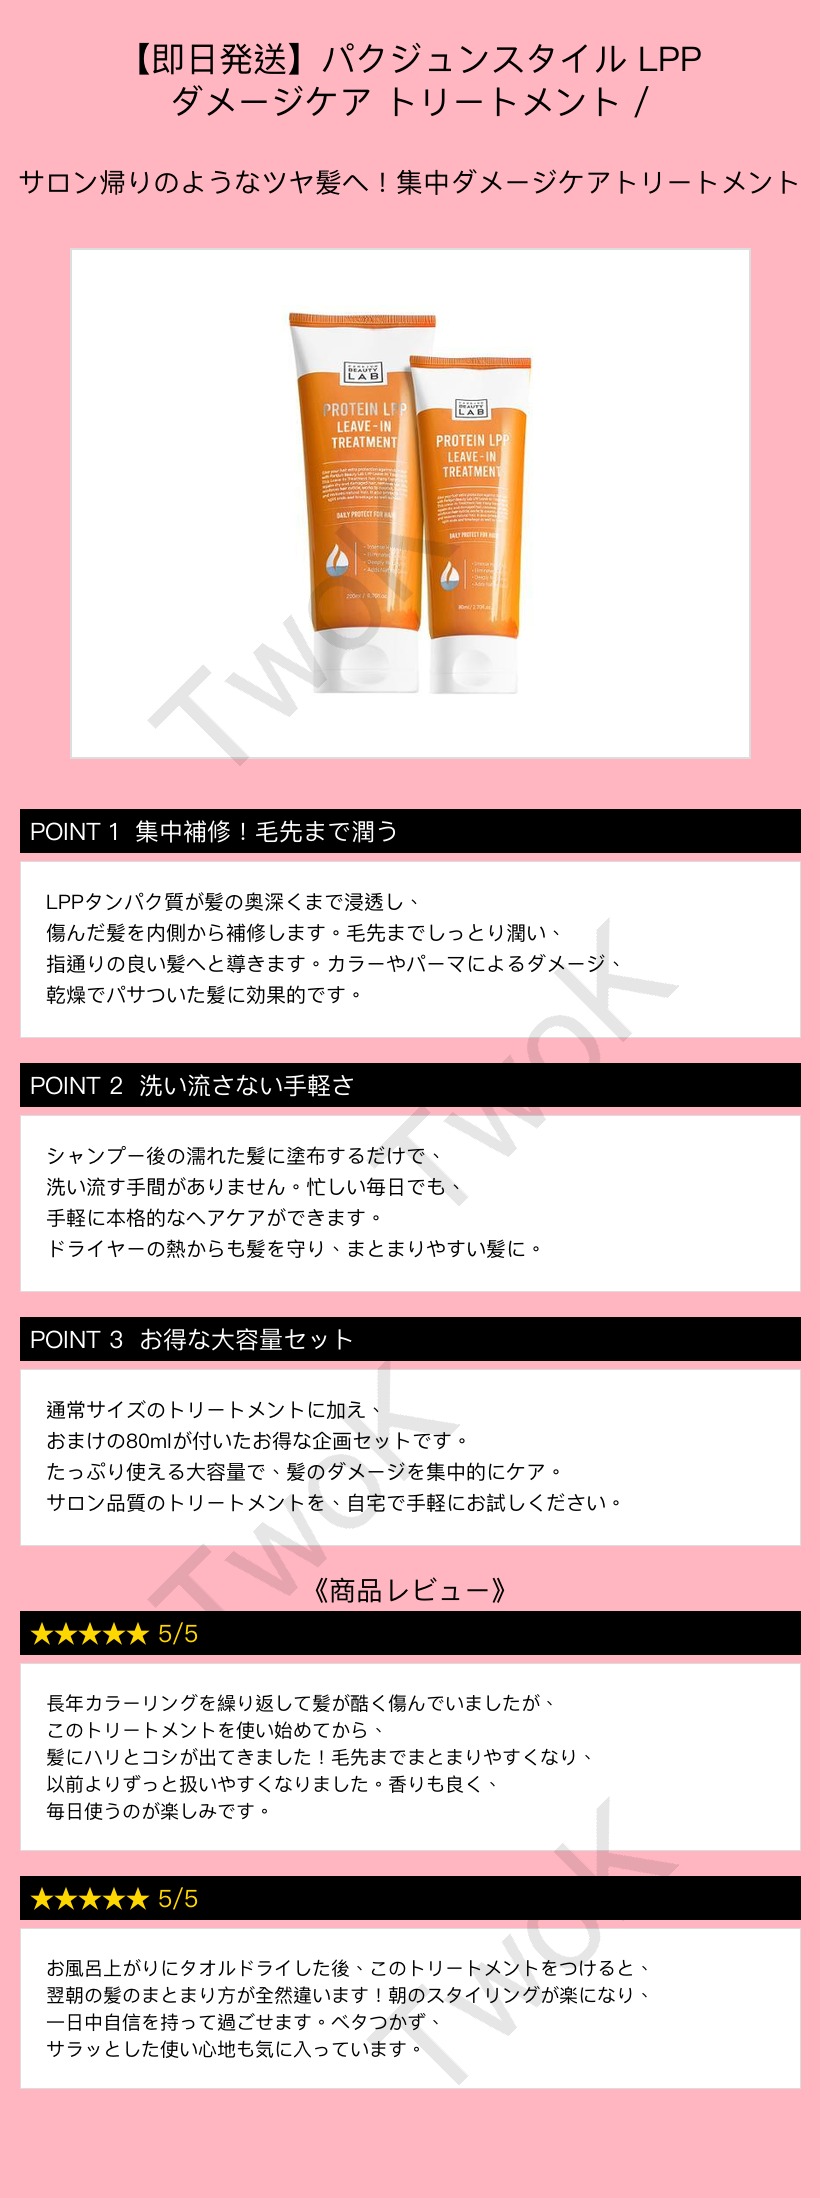 【即日発送】パクジュンスタイル LPP
ダメージケア トリートメント /
サロン帰りのようなツヤ髪へ！集中ダメージケアトリートメント
BEAUTY
LAB
PROTEIN LPP
LEAVE-IN
TREATMENT
DAILY PROTECT FOR HAIR
BEAUTY
LAB
PROTEIN LPP
LEAVE-IN
TREATMENT
DAILY PROTECT FOR HAIR
TwoK
POINT 1 集中補修！毛先まで潤う
LPPタンパク質が髪の奥深くまで浸透し、
傷んだ髪を内側から補修します。毛先までしっとり潤い、
指通りの良い髪へと導きます。カラーやパーマによるダメージ、
乾燥でパサついた髪に効果的です。
TwoK
POINT 2 洗い流さない手軽さ
シャンプー後の濡れた髪に塗布するだけで、
洗い流す手間がありません。忙しい毎日でも、
手軽に本格的なヘアケアができます。
ドライヤーの熱からも髪を守り、まとまりやすい髪に。
POINT 3 お得な大容量セット
通常サイズのトリートメントに加え、
おまけの80mlが付いたお得な企画セットです。
たっぷり使える大容量で、髪のダメージを集中的にケア。
サロン品質のトリートメントを、自宅で手軽にお試しください。
TwoK
《商品レビュー》
★★★★★ 5/5
長年カラーリングを繰り返して髪が酷く傷んでいましたが、
このトリートメントを使い始めてから、
髪にハリとコシが出てきました！毛先までまとまりやすくなり、
以前よりずっと扱いやすくなりました。香りも良く、
毎日使うのが楽しみです。
★★★★★ 5/5
お風呂上がりにタオルドライした後、このトリートメントをつけると、
翌朝の髪のまとまり方が全然違います！朝のスタイリングが楽になり、
一日中自信を持って過ごせます。ベタつかず、
サラッとした使い心地も気に入っています。
TwoK